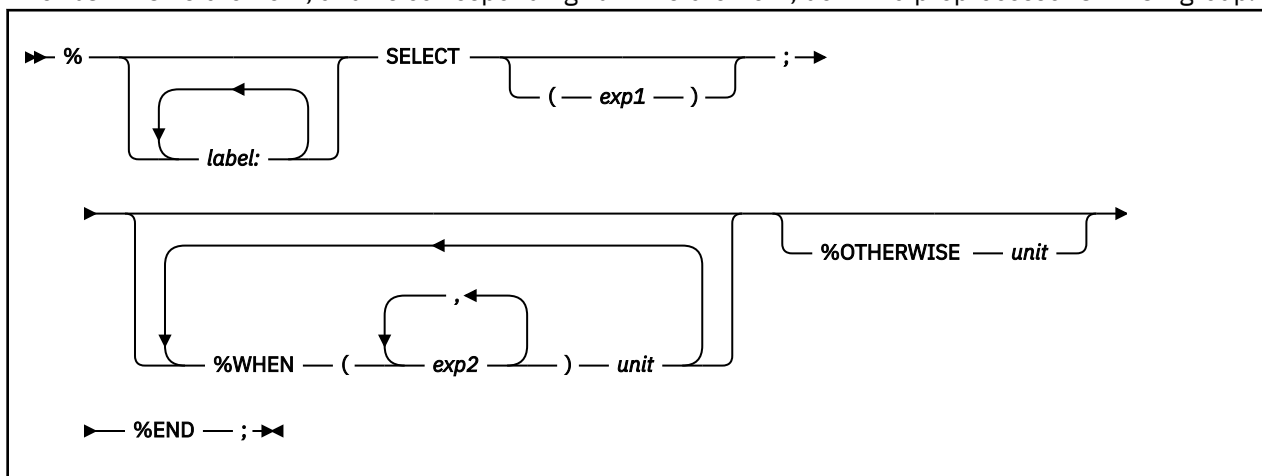 % SELECT ;
( exp1 )
label:
%OTHERWISE unit
,
%WHEN ( exp2 ) unit
%END ;